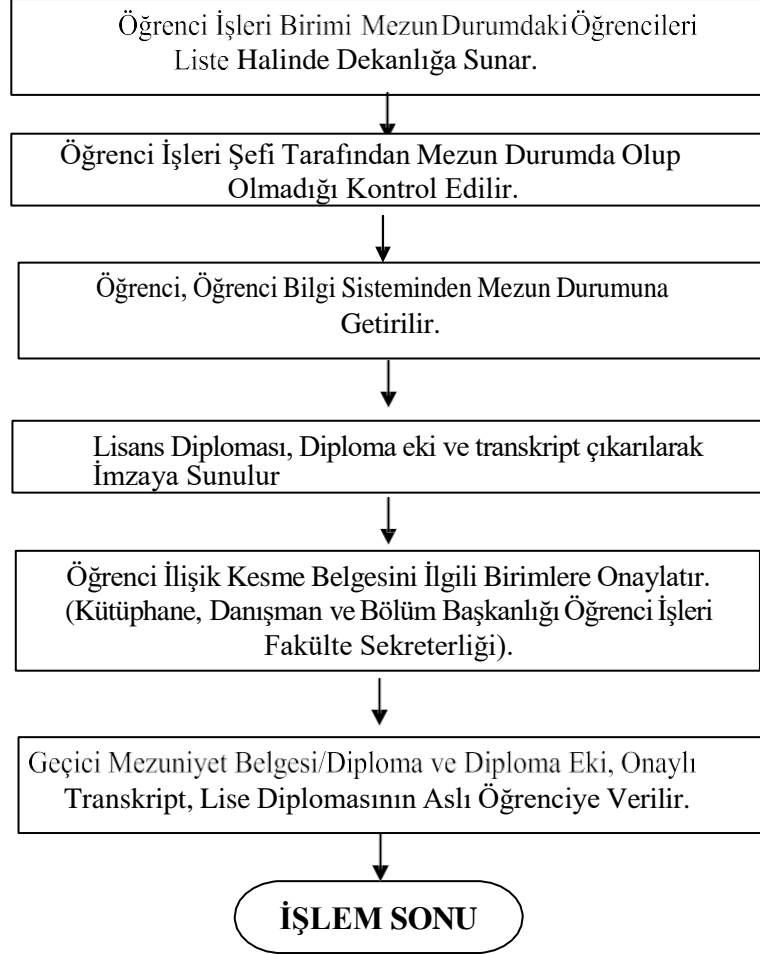 Öğrenci İşleri Birimi Mezun Durumdaki Öğrencileri
Liste Halinde Dekanlığa Sunar.
Öğrenci İşleri Şefi Tarafından Mezun Durumda Olup
Olmadığı Kontrol Edilir.
Öğrenci, Öğrenci Bilgi Sisteminden Mezun Durumuna
Getirilir.
Lisans Diploması, Diploma eki ve transkript çıkarılarak
İmzaya Sunulur
Öğrenci İlişik Kesme Belgesini İlgili Birimlere Onaylatır.
(Kütüphane, Danışman ve Bölüm Başkanlığı Öğrenci İşleri
Fakülte Sekreterliği).
Geçici Mezuniyet Belgesi/Diploma ve Diploma Eki, Onaylı
Transkript, Lise Diplomasının Aslı Öğrenciye Verilir.
İŞLEM SONU